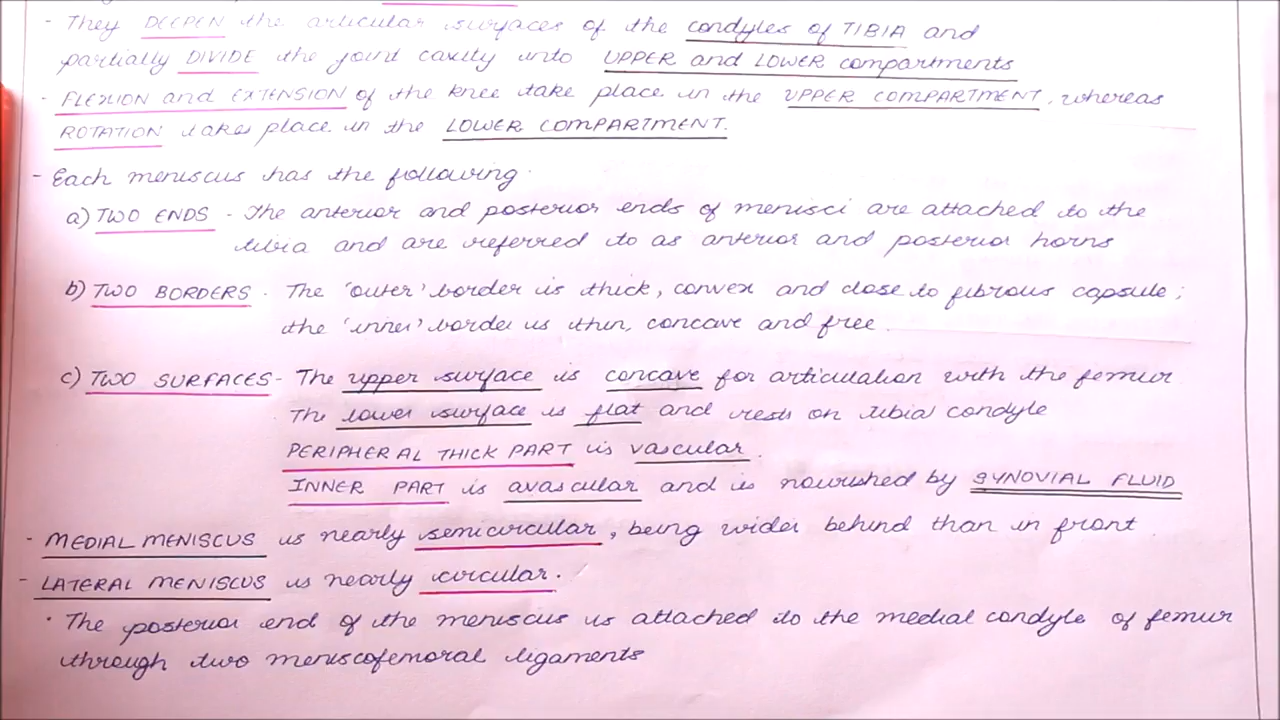 - They DEEPEN the articular surfaces of the condyles of TIBIA and
partially DIVIDE the joint cavity into UPPER and LOWER compartments
- FLEXION and EXTENSION of the knee take place in the UPPER COMPARTMENT, whereas
ROTATION takes place in the LOWER COMPARTMENT.
- Each meniscus has the following.
a) TWO ENDS - The anterior and posterior ends of menisci are attached to the
tibia and are referred to as anterior and posterior horns
b) TWO BORDERS - The 'outer' border is thick, convex and close to fibrous capsule;
the 'inner' border is thin, concave and free.
c) TWO SURFACES - The upper surface is concave for articulation with the femur
The lower surface is flat and rests on tibial condyle
PERIPHERAL THICK PART is vascular.
INNER PART is avascular and is nourished by SYNOVIAL FLUID
- MEDIAL MENISCUS is nearly semicircular, being wider behind than in front
- LATERAL MENISCUS is nearly circular.
• The posterior end of the meniscus is attached to the medial condyle of femur
through two meniscofemoral ligaments